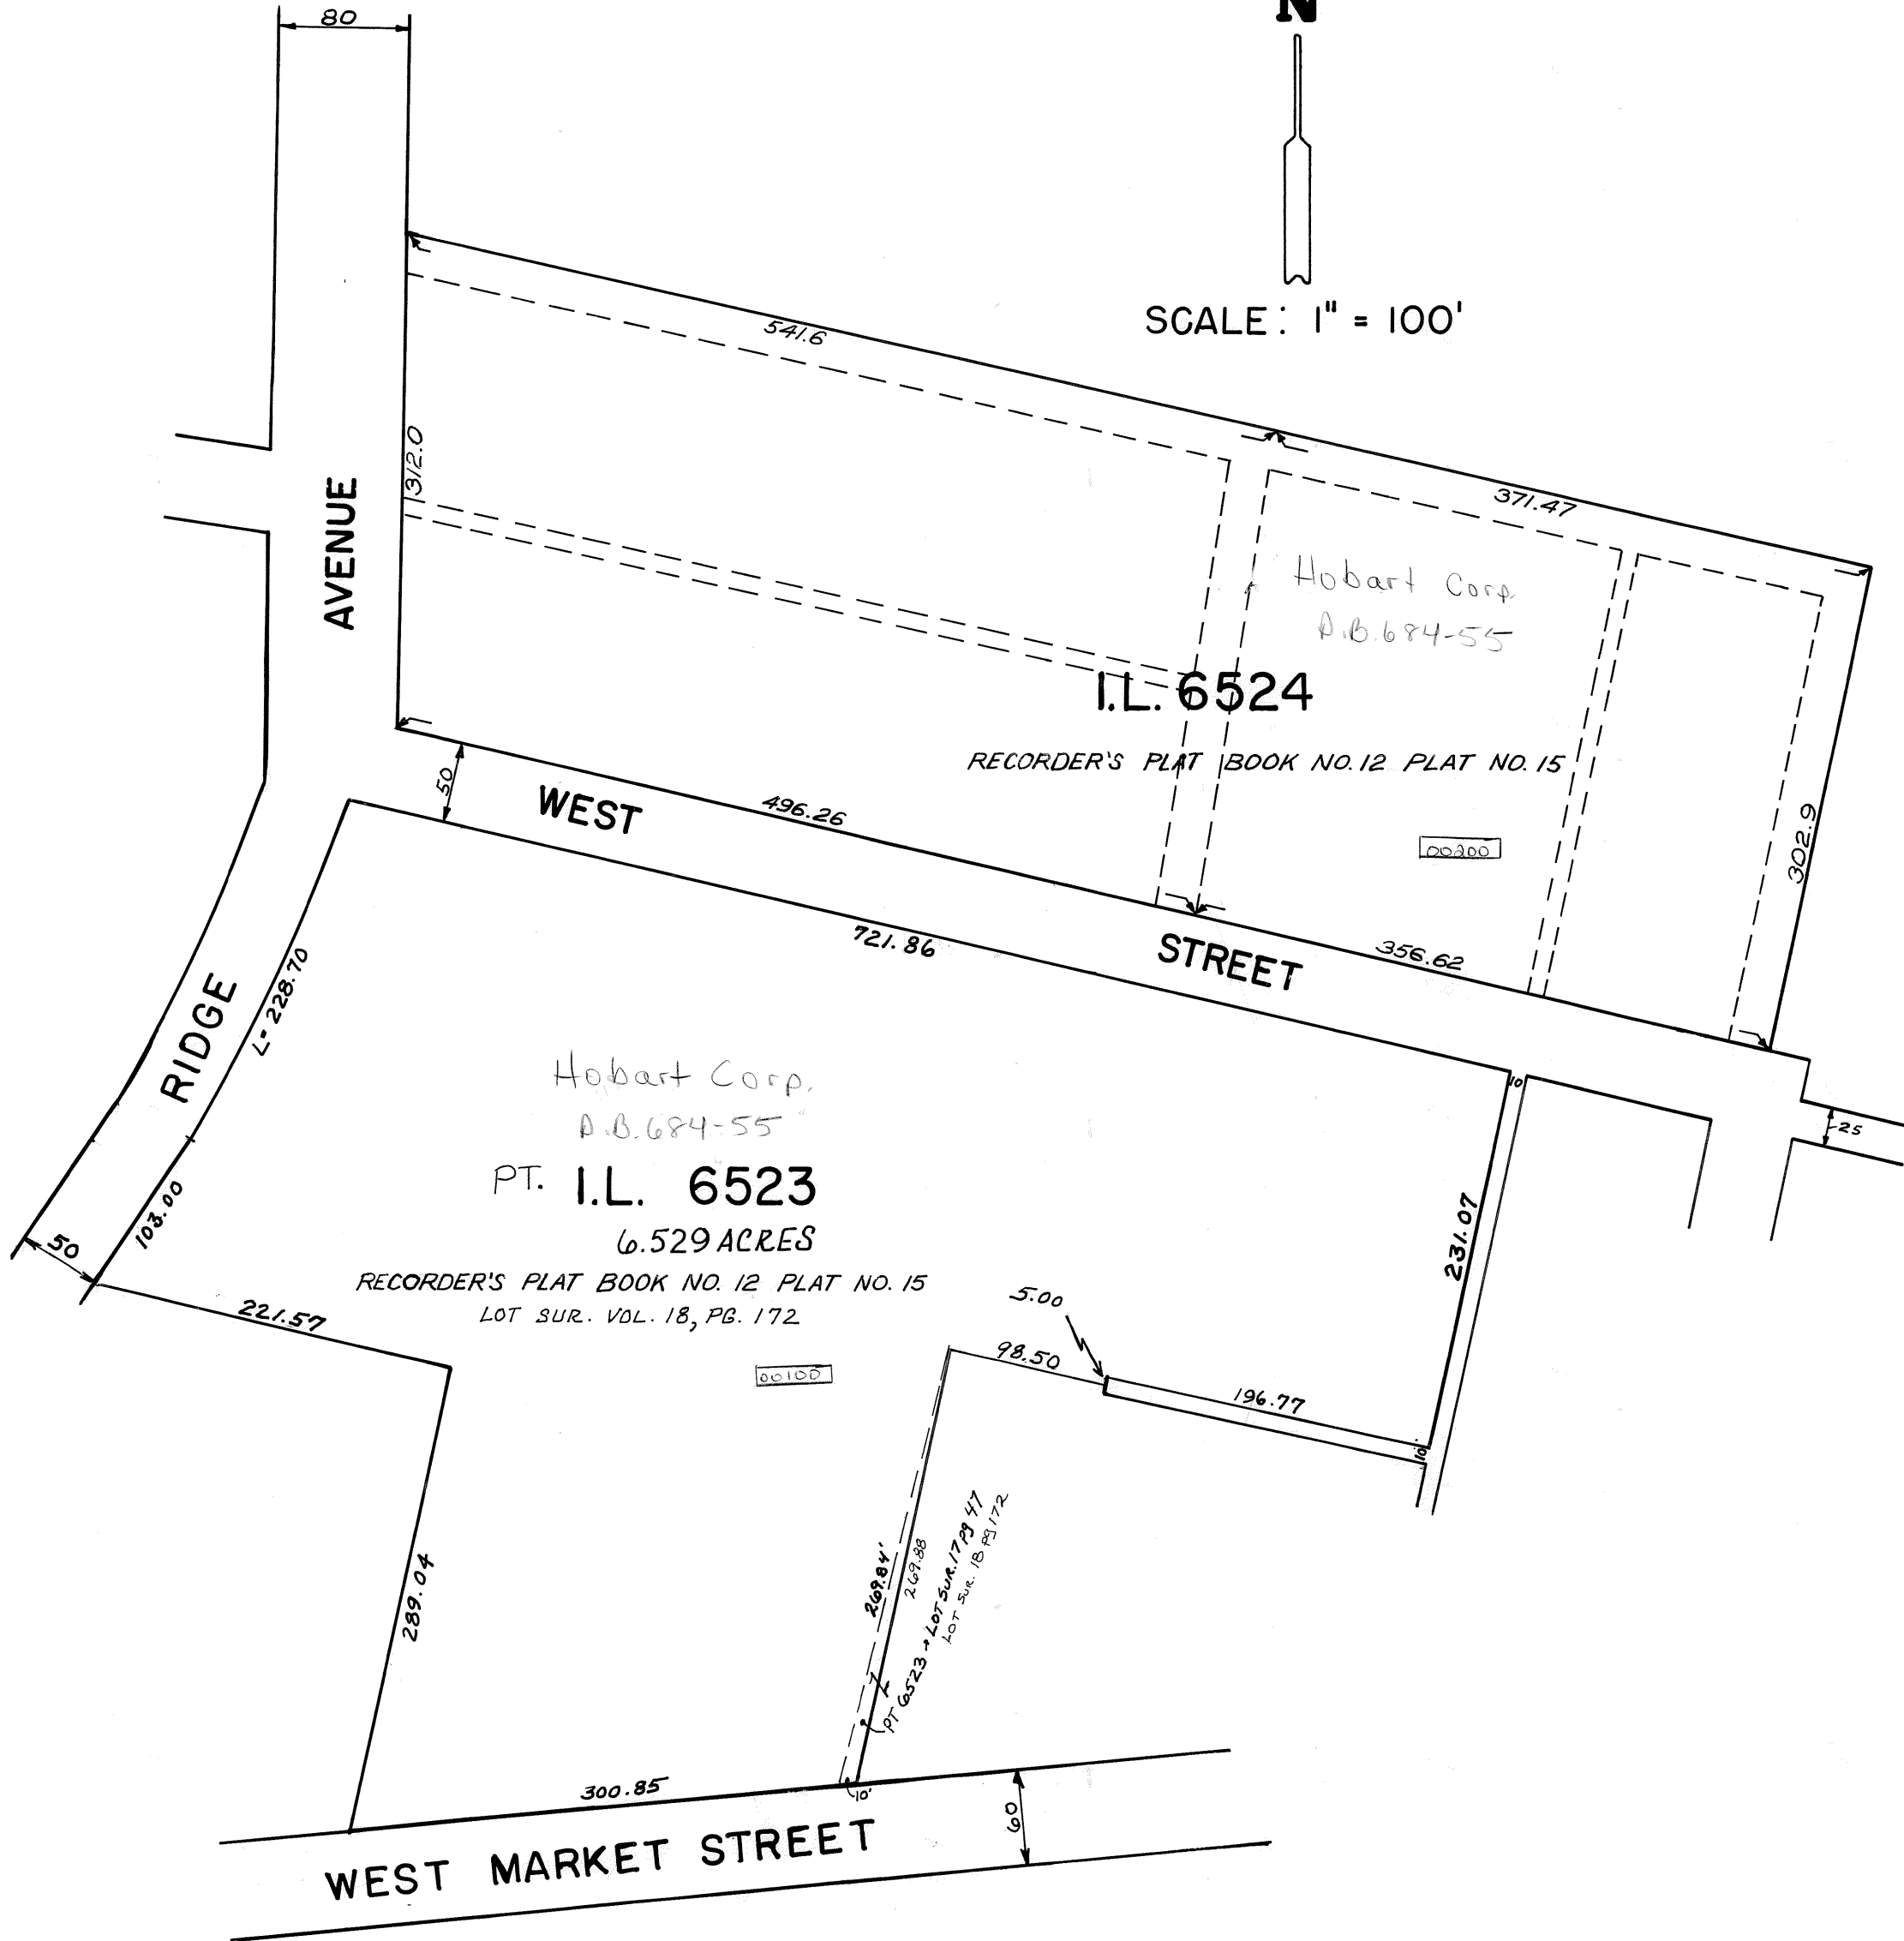 80
N
SCALE: 1" = 100'
541.6
312.0
371.47
AVENUE
Hobart Corp.
D.B. 684-55
I.L. 6524
RECORDER'S PLAT BOOK NO. 12 PLAT NO. 15
00200
302.9
50
WEST
496.26
721.86
STREET
356.62
L= 228.70
RIDGE
10
25
Hobart Corp.
D.B. 684-55
PT. I.L. 6523
6.529 ACRES
RECORDER'S PLAT BOOK NO. 12 PLAT NO. 15
LOT SUR. VOL. 18, PG. 172
00100
103.00
50
221.57
231.07
5.00
98.50
196.77
10'
289.04
269.84'
269.88
PT 6523 → LOT SUR. 17 Pg 47
LOT SUR. 18 Pg 172
300.85
10'
60
WEST MARKET STREET